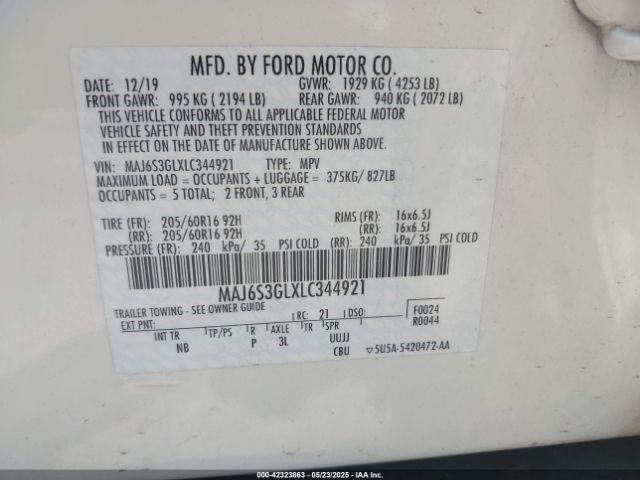 MFD. BY FORD MOTOR CO.
DATE: 12/19 GVWR: 1929 KG ( 4253 LB)
FRONT GAWR: 995 KG ( 2194 LB) REAR GAWR: 940 KG ( 2072 LB)
THIS VEHICLE CONFORMS TO ALL APPLICABLE FEDERAL MOTOR
VEHICLE SAFETY AND THEFT PREVENTION STANDARDS
IN EFFECT ON THE DATE OF MANUFACTURE SHOWN ABOVE.
VIN: MAJ6S3GLXLC344921 TYPE: MPV
MAXIMUM LOAD = OCCUPANTS + LUGGAGE = 375KG/ 827LB
OCCUPANTS = 5 TOTAL; 2 FRONT, 3 REAR
TIRE (FR): 205/60R16 92H RIMS (FR): 16x6.5J
(RR): 205/60R16 92H (RR): 16x6.5J
PRESSURE (FR): 240 kPa/ 35 PSI COLD (RR): 240 kPa/ 35 PSI COLD
MAJ6S3GLXLC344921
TRAILER TOWING - SEE OWNER GUIDE
EXT PNT: RC: 21 DSO: F0024
R0044
INT TR TP/PS R AXLE TR SPR UUJJ
NB P 3L CBU 5U5A-5420472-AA
000-42323863 - 05/23/2025 - IAA Inc.